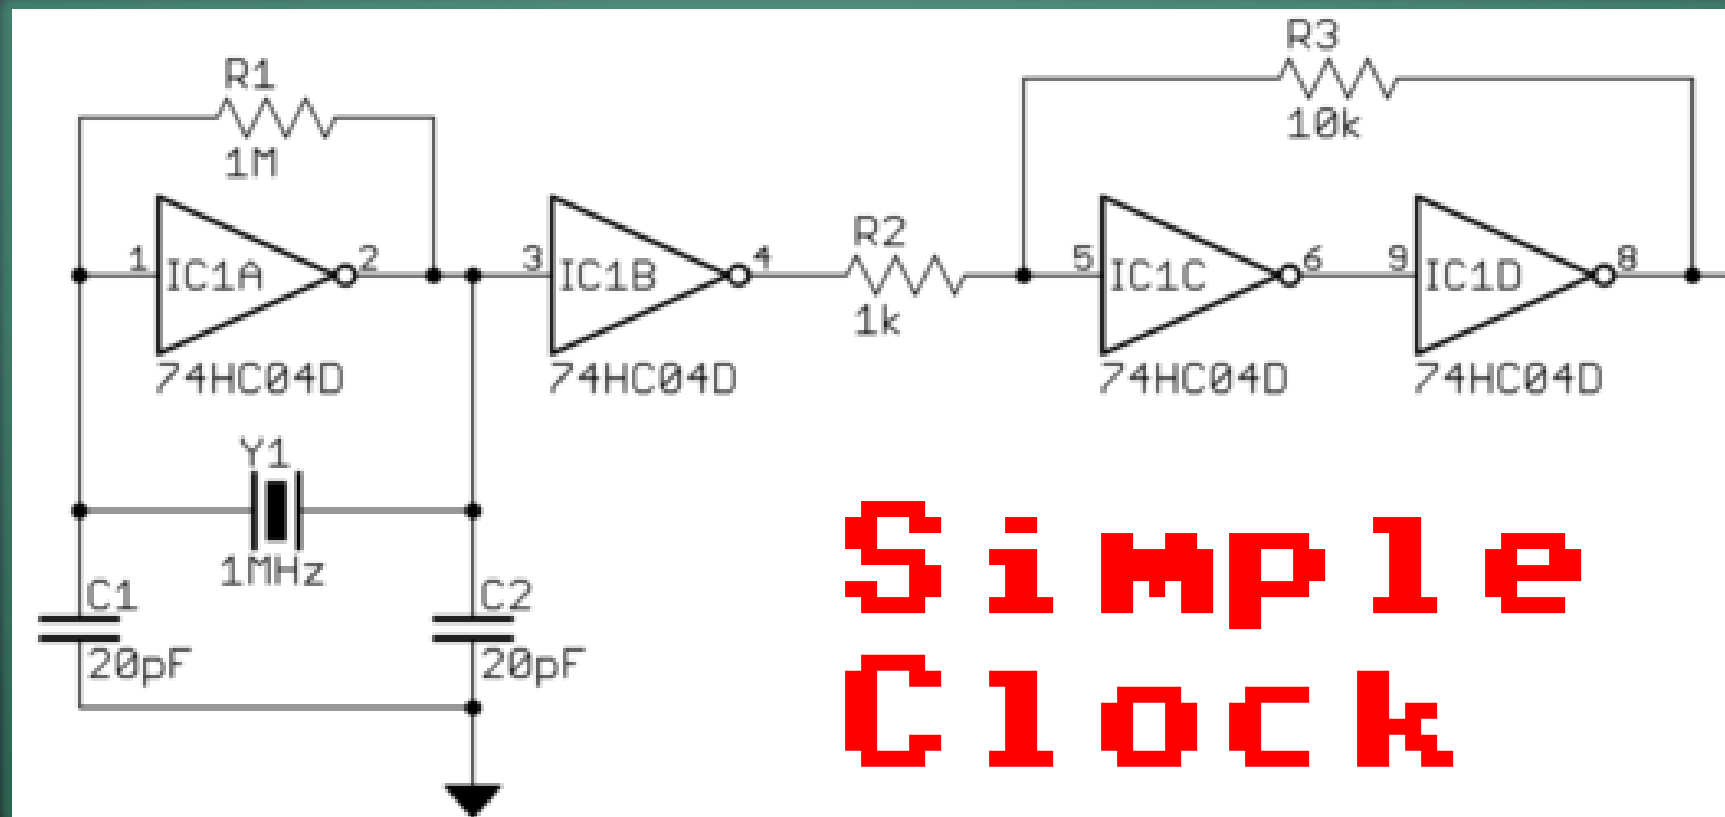 R3
10k
R1
1M
1 IC1A 2
74HC04D
3 IC1B 4
74HC04D
R2
1k
5 IC1C 6
74HC04D
9 IC1D 8
74HC04D
Y1
1MHz
C1
20pF
C2
20pF
Simple
Clock